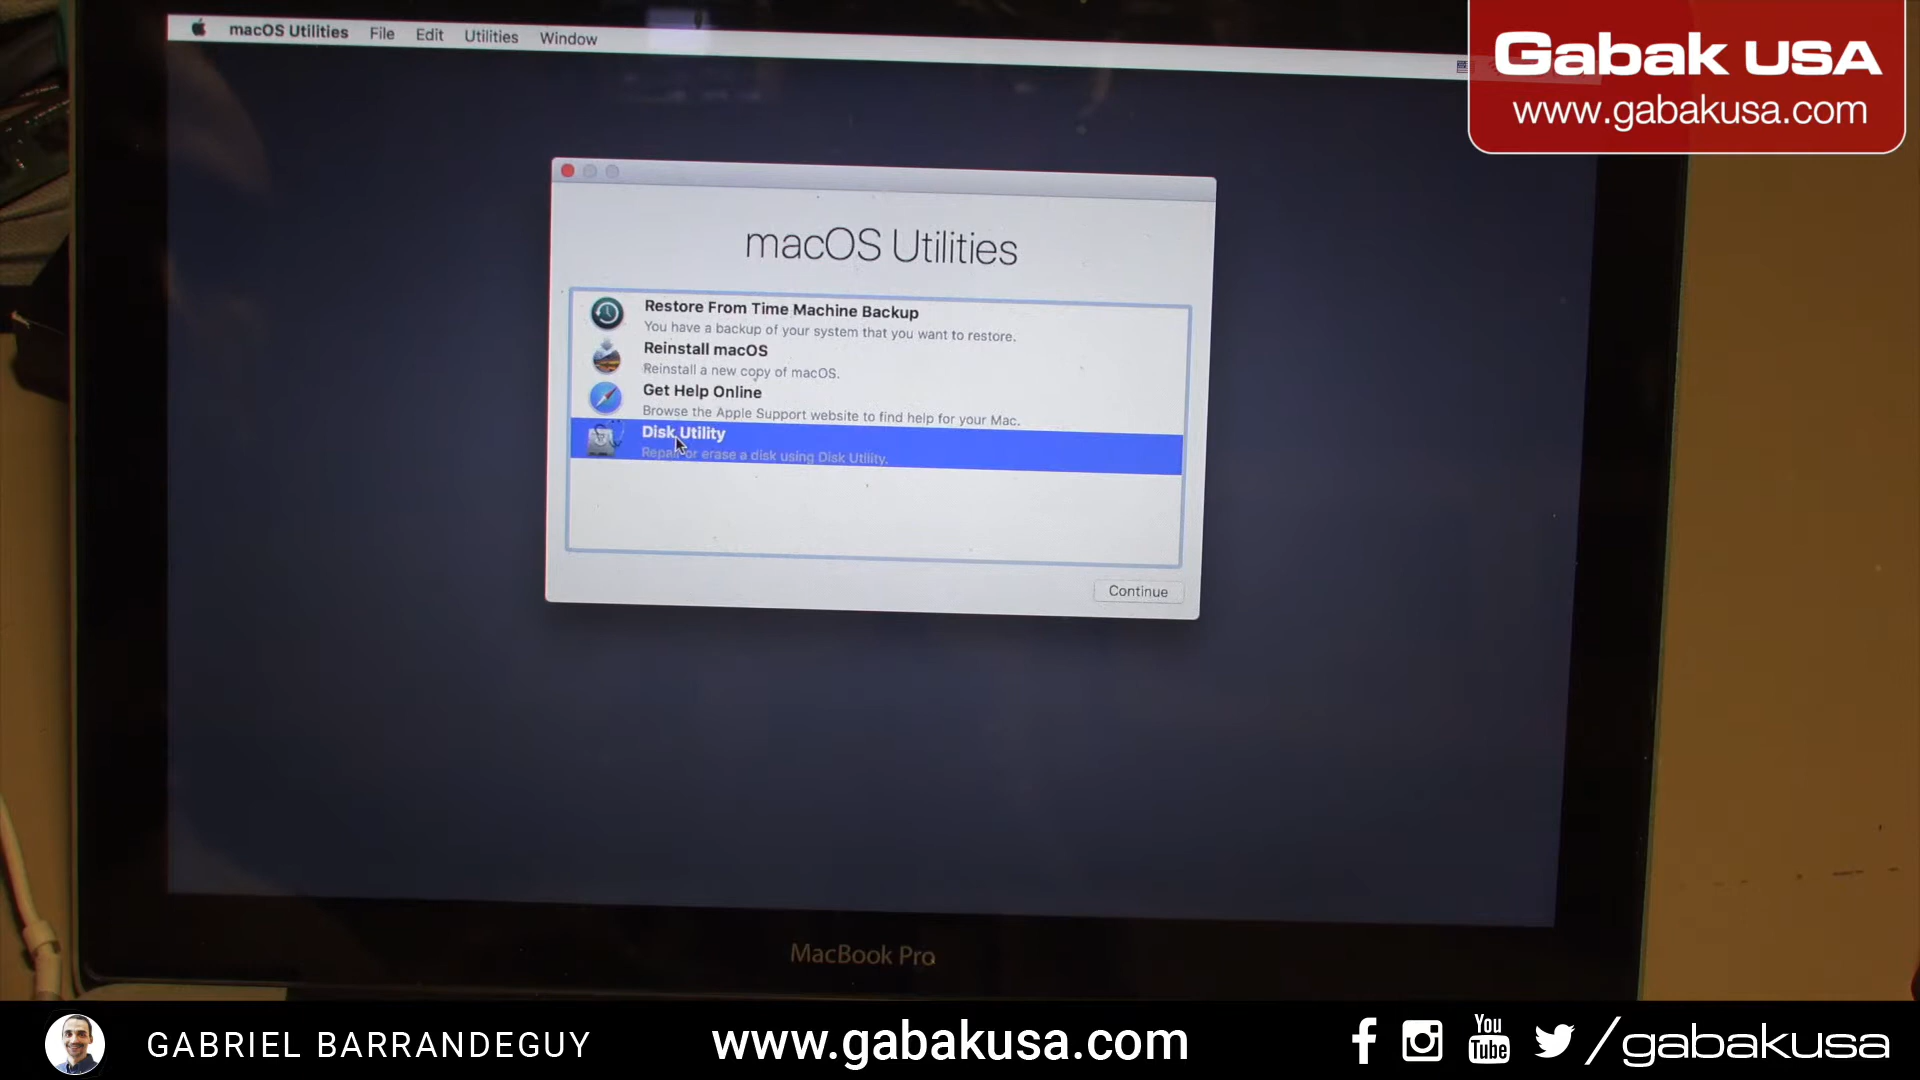 macOS Utilities File Edit Utilities Window
Gabak USA
www.gabakusa.com
macOS Utilities
Restore From Time Machine Backup
You have a backup of your system that you want to restore.
Reinstall macOS
Reinstall a new copy of macOS.
Get Help Online
Browse the Apple Support website to find help for your Mac.
Disk Utility
Repair or erase a disk using Disk Utility.
Continue
MacBook Pro
GABRIEL BARRANDEGUY www.gabakusa.com You Tube /gabakusa